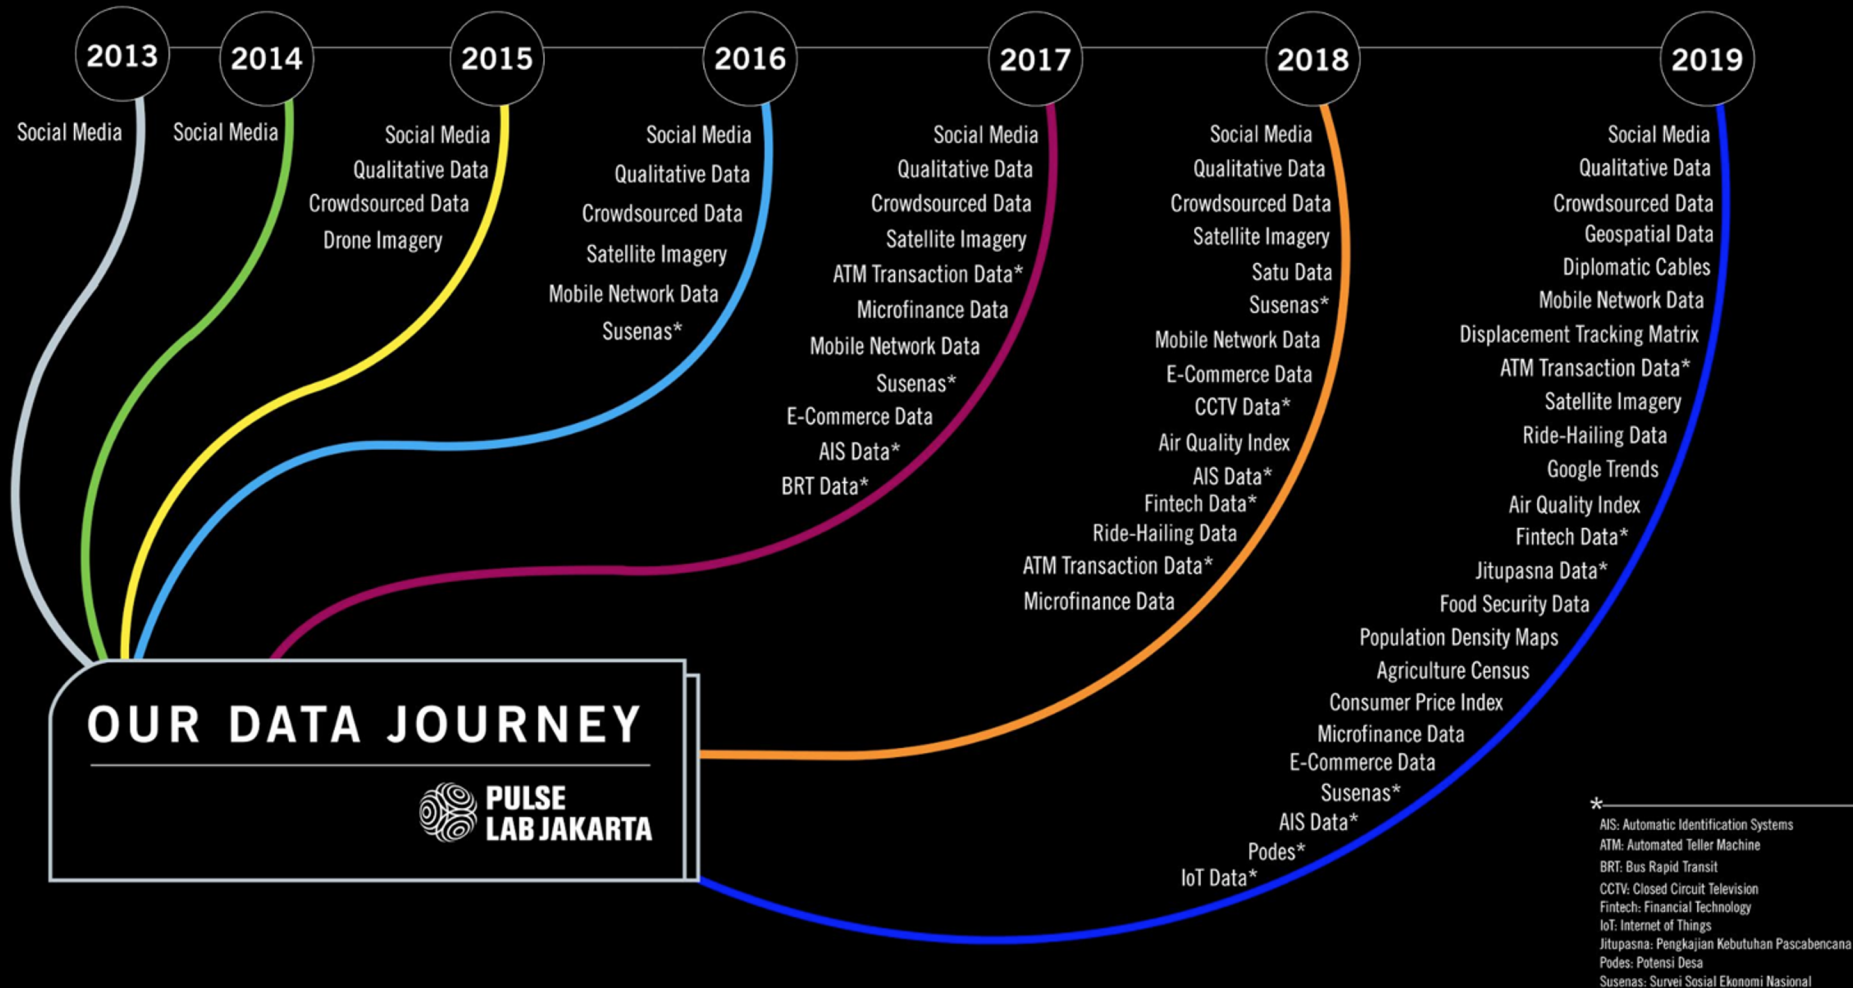 2013
Social Media
2014
Social Media
2015
Social Media
Qualitative Data
Crowdsourced Data
Drone Imagery
2016
Social Media
Qualitative Data
Crowdsourced Data
Satellite Imagery
Mobile Network Data
Susenas*
2017
Social Media
Qualitative Data
Crowdsourced Data
Satellite Imagery
ATM Transaction Data*
Microfinance Data
Mobile Network Data
Susenas*
E-Commerce Data
AIS Data*
BRT Data*
2018
Social Media
Qualitative Data
Crowdsourced Data
Satellite Imagery
Satu Data
Susenas*
Mobile Network Data
E-Commerce Data
CCTV Data*
Air Quality Index
AIS Data*
Fintech Data*
Ride-Hailing Data
ATM Transaction Data*
Microfinance Data
2019
Social Media
Qualitative Data
Crowdsourced Data
Geospatial Data
Diplomatic Cables
Mobile Network Data
Displacement Tracking Matrix
ATM Transaction Data*
Satellite Imagery
Ride-Hailing Data
Google Trends
Air Quality Index
Fintech Data*
Jitupasna Data*
Food Security Data
Population Density Maps
Agriculture Census
Consumer Price Index
Microfinance Data
E-Commerce Data
Susenas*
AIS Data*
Podes*
IoT Data*
OUR DATA JOURNEY
PULSE
LAB JAKARTA
*
AIS: Automatic Identification Systems
ATM: Automated Teller Machine
BRT: Bus Rapid Transit
CCTV: Closed Circuit Television
Fintech: Financial Technology
IoT: Internet of Things
Jitupasna: Pengkajian Kebutuhan Pascabencana
Podes: Potensi Desa
Susenas: Survei Sosial Ekonomi Nasional